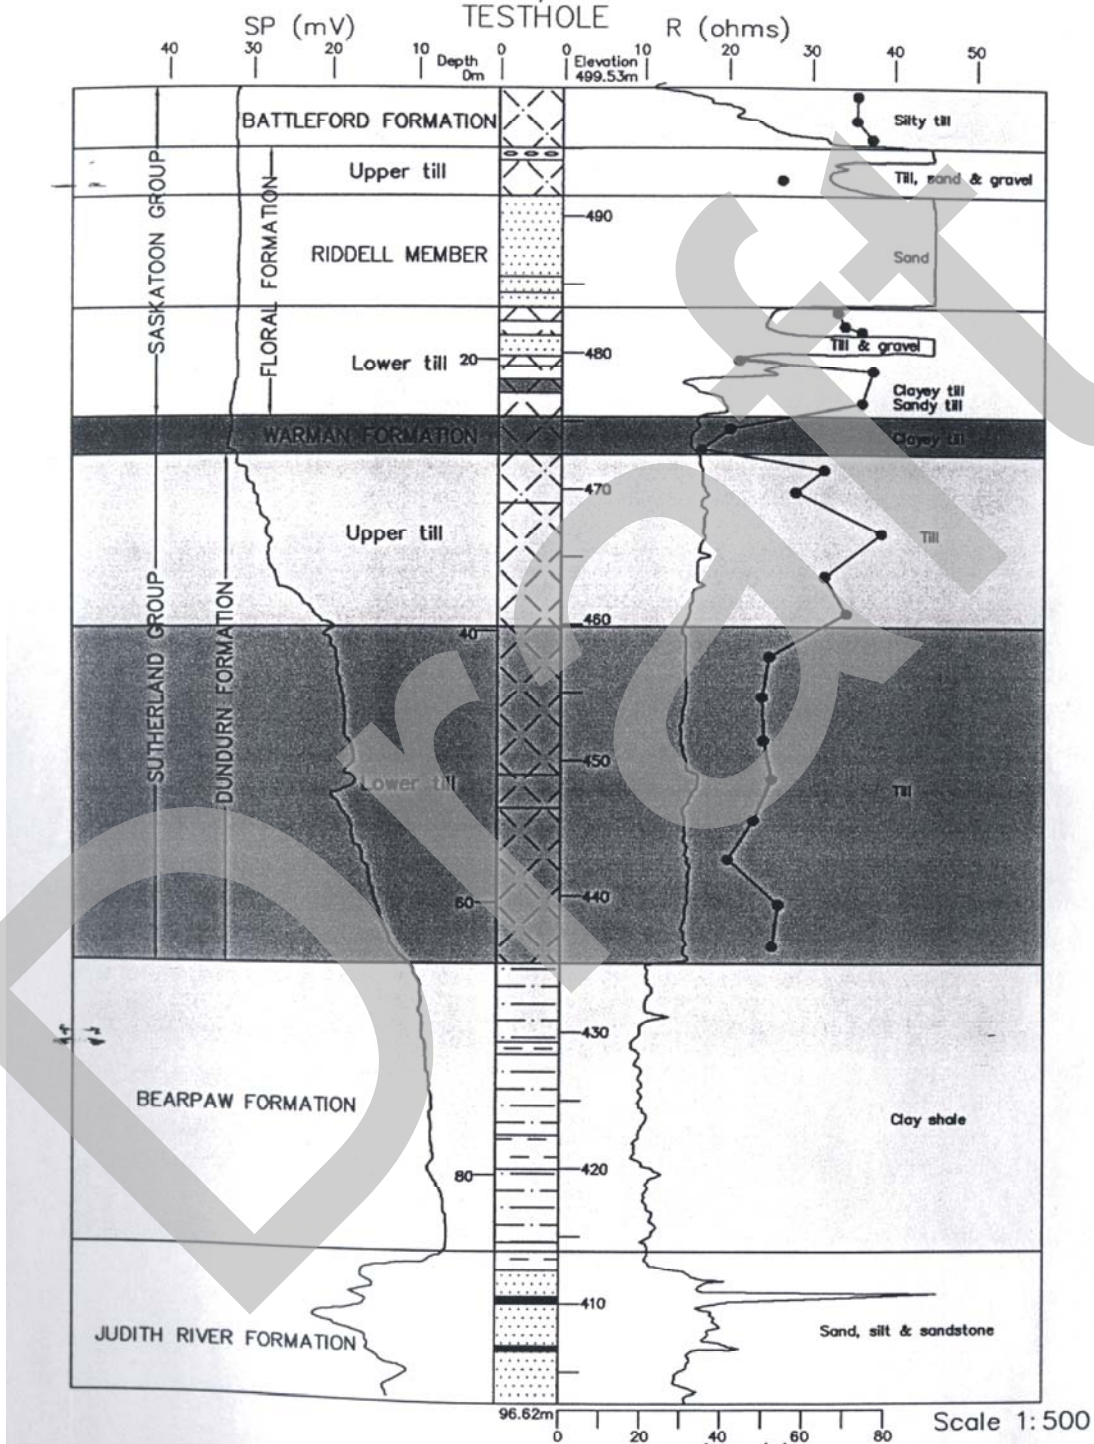 TESTHOLE
SP (mV)
R (ohms)
40 30 20 10 0
Depth
0m
0 10 20 30 40 50
Elevation
499.53m
BATTLEFORD FORMATION
Silty till
Upper till
Till, sand & gravel
490
RIDDELL MEMBER
Sand
SASKATOON GROUP
FLORAL FORMATION
Till & gravel
Lower till
20
480
Clayey till
Sandy till
WARMAN FORMATION
Clayey till
470
Upper till
Till
460
40
SUTHERLAND GROUP
DUNDURN FORMATION
450
Lower till
Till
60
440
430
BEARPAW FORMATION
Clay shale
80
420
410
JUDITH RIVER FORMATION
Sand, silt & sandstone
96.62m
0 20 40 60 80
Scale 1:500
Draft